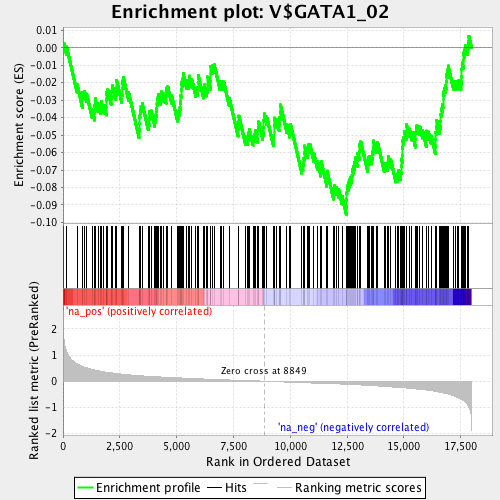 Enrichment plot: V$GATA1_02
Enrichment score (ES)
0.01
0.00
-0.01
-0.02
-0.03
-0.04
-0.05
-0.06
-0.07
-0.08
-0.09
-0.10
'na_pos' (positively correlated)
Ranked list metric (PreRanked)
2
1
0
-1
-2
Zero cross at 8849
'na_neg' (negatively correlated)
0
2,500
5,000
7,500
10,000
12,500
15,000
17,500
Rank in Ordered Dataset
Enrichment profile
Hits
Ranking metric scores